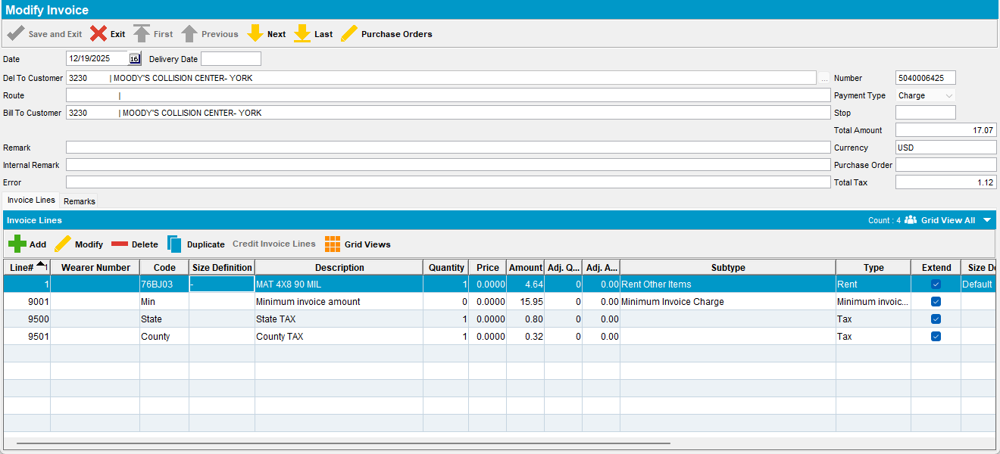 Modify Invoice
Save and Exit Exit First Previous Next Last Purchase Orders
Date 12/19/2025 16 Delivery Date
Del To Customer 3230 | MOODY'S COLLISION CENTER- YORK ... Number 5040006425
Route | Payment Type Charge
Bill To Customer 3230 | MOODY'S COLLISION CENTER- YORK Stop
Total Amount 17.07
Remark Currency USD
Internal Remark Purchase Order
Error Total Tax 1.12
Invoice Lines Remarks
Invoice Lines Count : 4 Grid View All
Add Modify Delete Duplicate Credit Invoice Lines Grid Views
Line# 1 Wearer Number Code Size Definition Description Quantity Price Amount Adj. Q... Adj. A... Subtype Type Extend Size De
1 76BJ03 - MAT 4X8 90 MIL 1 0.0000 4.64 0 0.00 Rent Other Items Rent Default
9001 Min Minimum invoice amount 0 0.0000 15.95 0 0.00 Minimum Invoice Charge Minimum invoic...
9500 State State TAX 1 0.0000 0.80 0 0.00 Tax
9501 County County TAX 1 0.0000 0.32 0 0.00 Tax